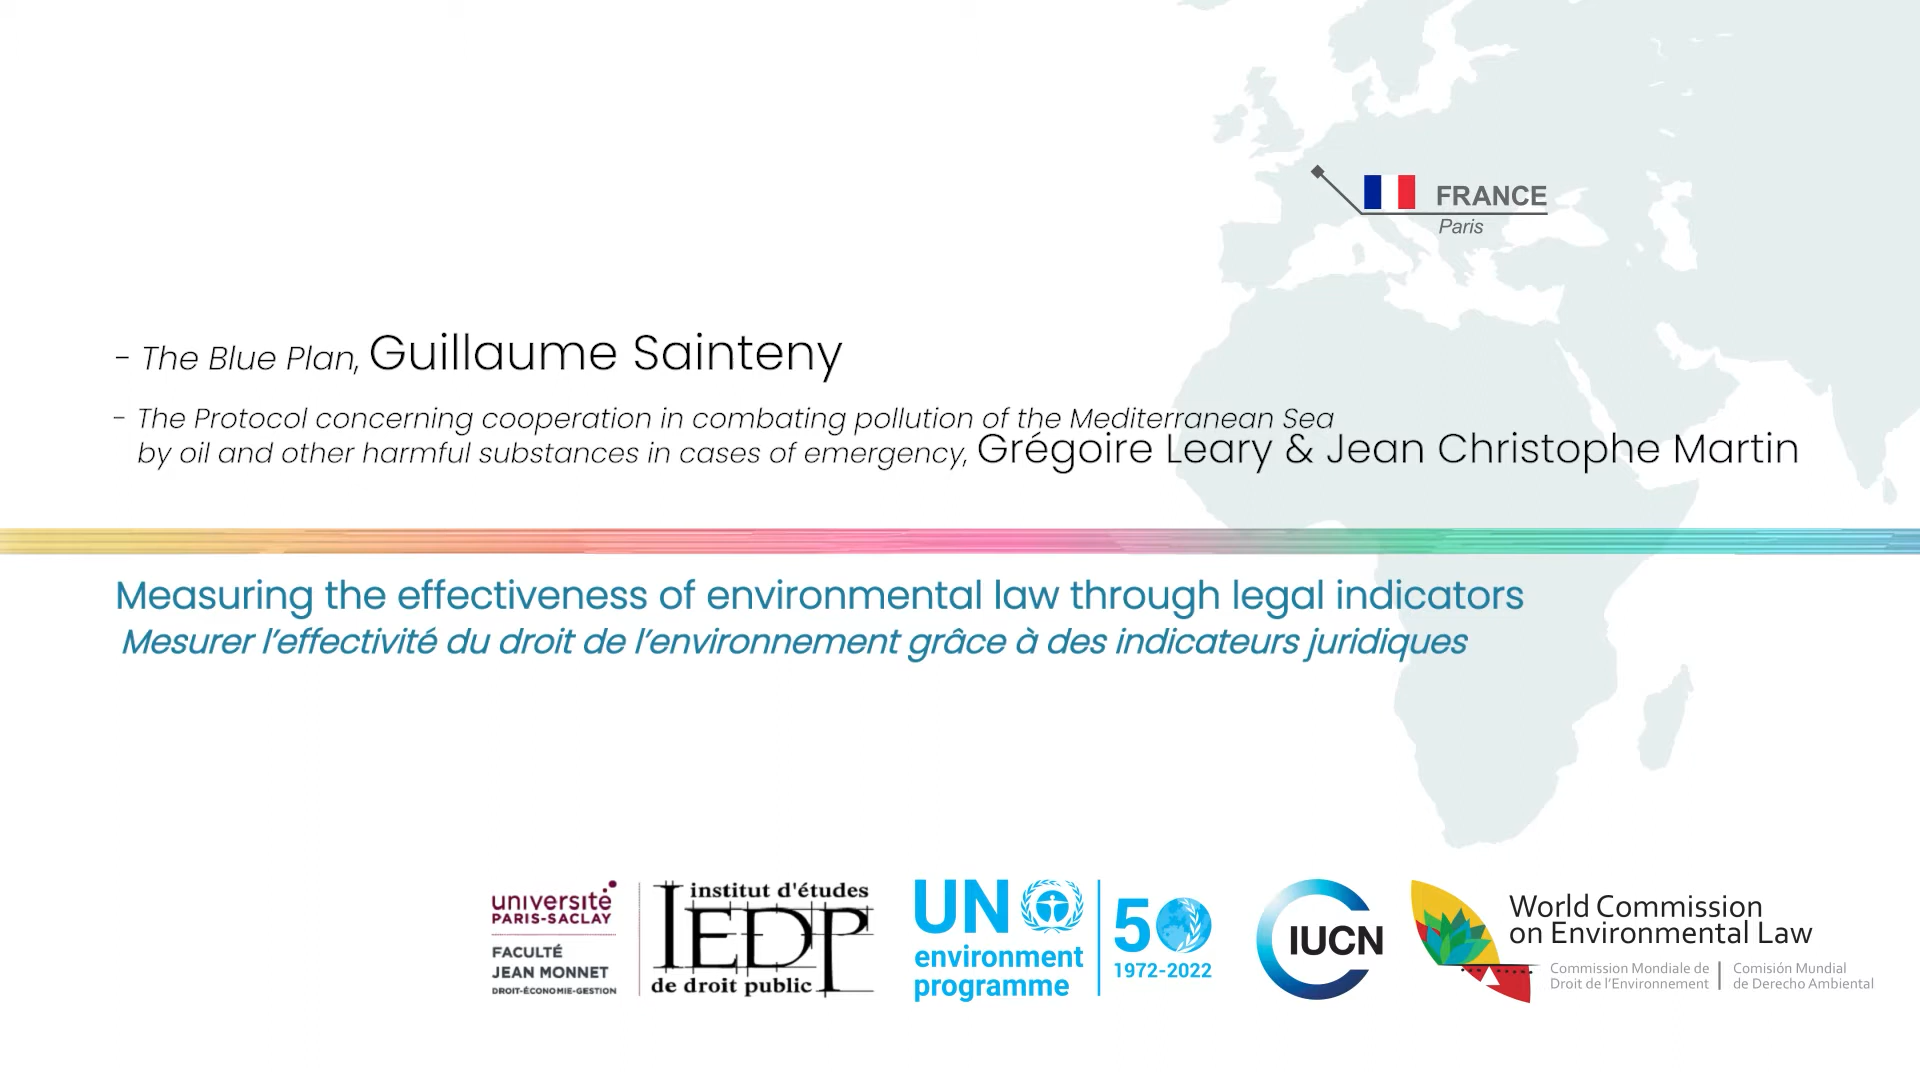 FRANCE
Paris
- The Blue Plan, Guillaume Sainteny
- The Protocol concerning cooperation in combating pollution of the Mediterranean Sea
by oil and other harmful substances in cases of emergency, Grégoire Leary & Jean Christophe Martin
Measuring the effectiveness of environmental law through legal indicators
Mesurer l’effectivité du droit de l’environnement grâce à des indicateurs juridiques
université
PARIS-SACLAY
FACULTÉ
JEAN MONNET
DROIT-ÉCONOMIE-GESTION
institut d'études
IEDP
de droit public
UN
environment
programme
50
1972-2022
IUCN
World Commission
on Environmental Law
Commission Mondiale de
Droit de l’Environnement
Comisión Mundial
de Derecho Ambiental